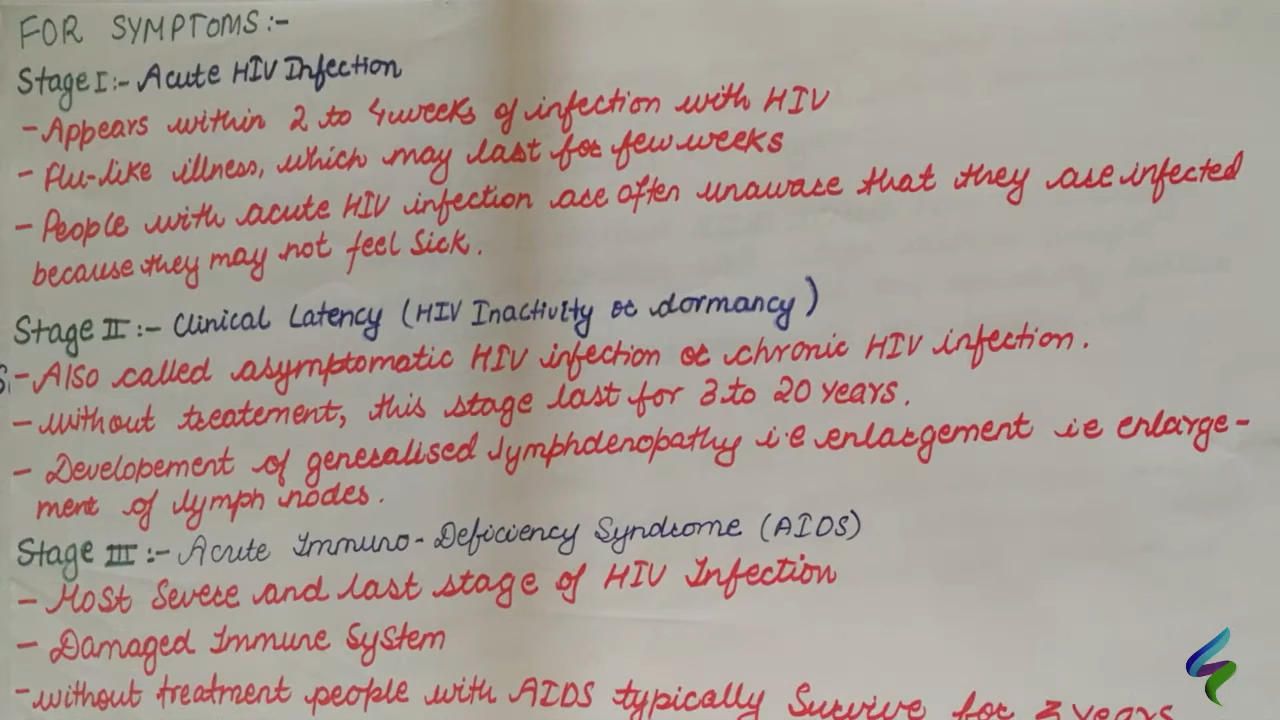 FOR SYMPTOMS:-
Stage I:- Acute HIV Infection
- Appears within 2 to 4 weeks of infection with HIV
- flu-like illness, which may last for few weeks
- People with acute HIV infection are often unaware that they are infected
because they may not feel sick.
Stage II :- Clinical Latency (HIV Inactivity or dormancy)
- Also called asymptomatic HIV infection or chronic HIV infection.
- without treatement, this stage last for 3 to 20 years.
- Developement of generalised lymphdenopathy i.e enlargement ie enlarge-
ment of lymph nodes.
Stage III :- Acute Immuno-Deficiency Syndrome (AIDS)
- Most Severe and last stage of HIV Infection
- Damaged Immune System
- without treatment people with AIDS typically Survive for 3 years